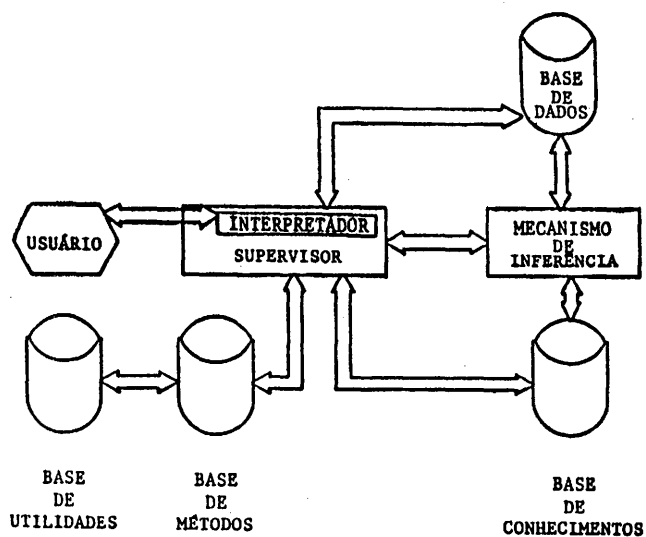 BASE
DE
DADOS
INTERPRETADOR
SUPERVISOR
USUÁRIO
MECANISMO
DE
INFERÊNCIA
BASE
DE
UTILIDADES
BASE
DE
MÉTODOS
BASE
DE
CONHECIMENTOS